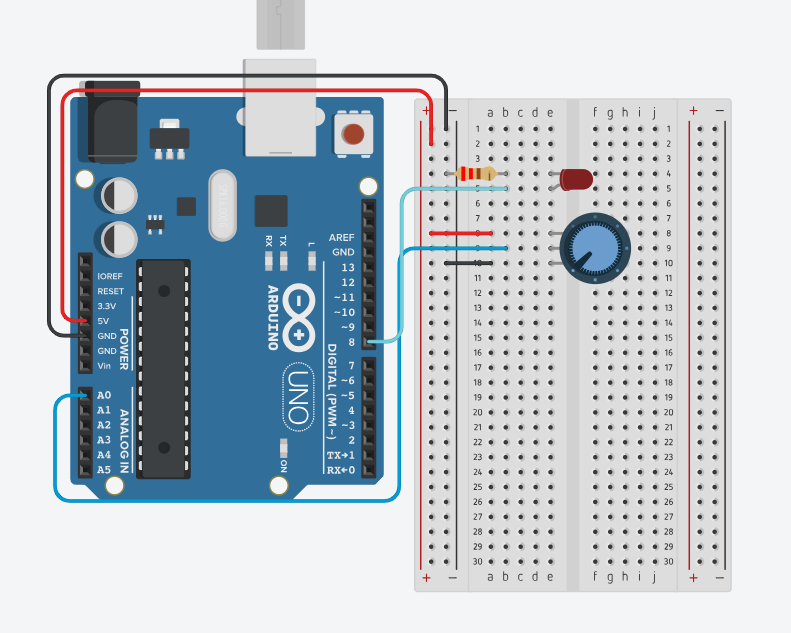 RX
TX
L
IOREF
RESET
3.3V
5V
GND
GND
Vin
POWER
A0
A1
A2
A3
A4
A5
ANALOG IN
ARDUINO
UNO
ON
AREF
GND
13
12
~11
~10
~9
8
7
~6
~5
4
~3
2
TX→1
RX←0
DIGITAL (PWM~)
+ − a b c d e f g h i j + −
1 1
2 2
3 3
4 4
5 5
6 6
7 7
8 8
9 9
10 10
11 11
12 12
13 13
14 14
15 15
16 16
17 17
18 18
19 19
20 20
21 21
22 22
23 23
24 24
25 25
26 26
27 27
28 28
29 29
30 30
+ − a b c d e f g h i j + −